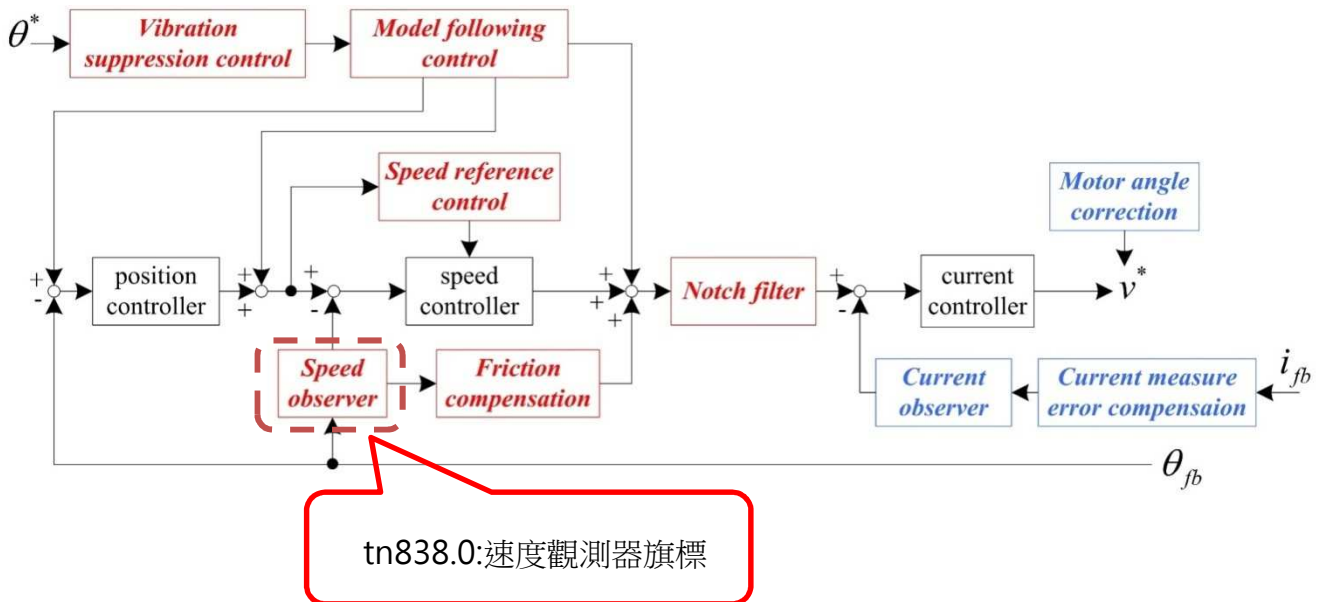 θ*
Vibration
suppression control
Model following
control
Speed reference
control
Motor angle
correction
+
-
position
controller
+
+
+
-
speed
controller
+
+
+
Notch filter
+
-
current
controller
v*
Speed
observer
Friction
compensation
Current
observer
Current measure
error compensaion
i_fb
θ_fb
tn838.0:速度觀測器旗標